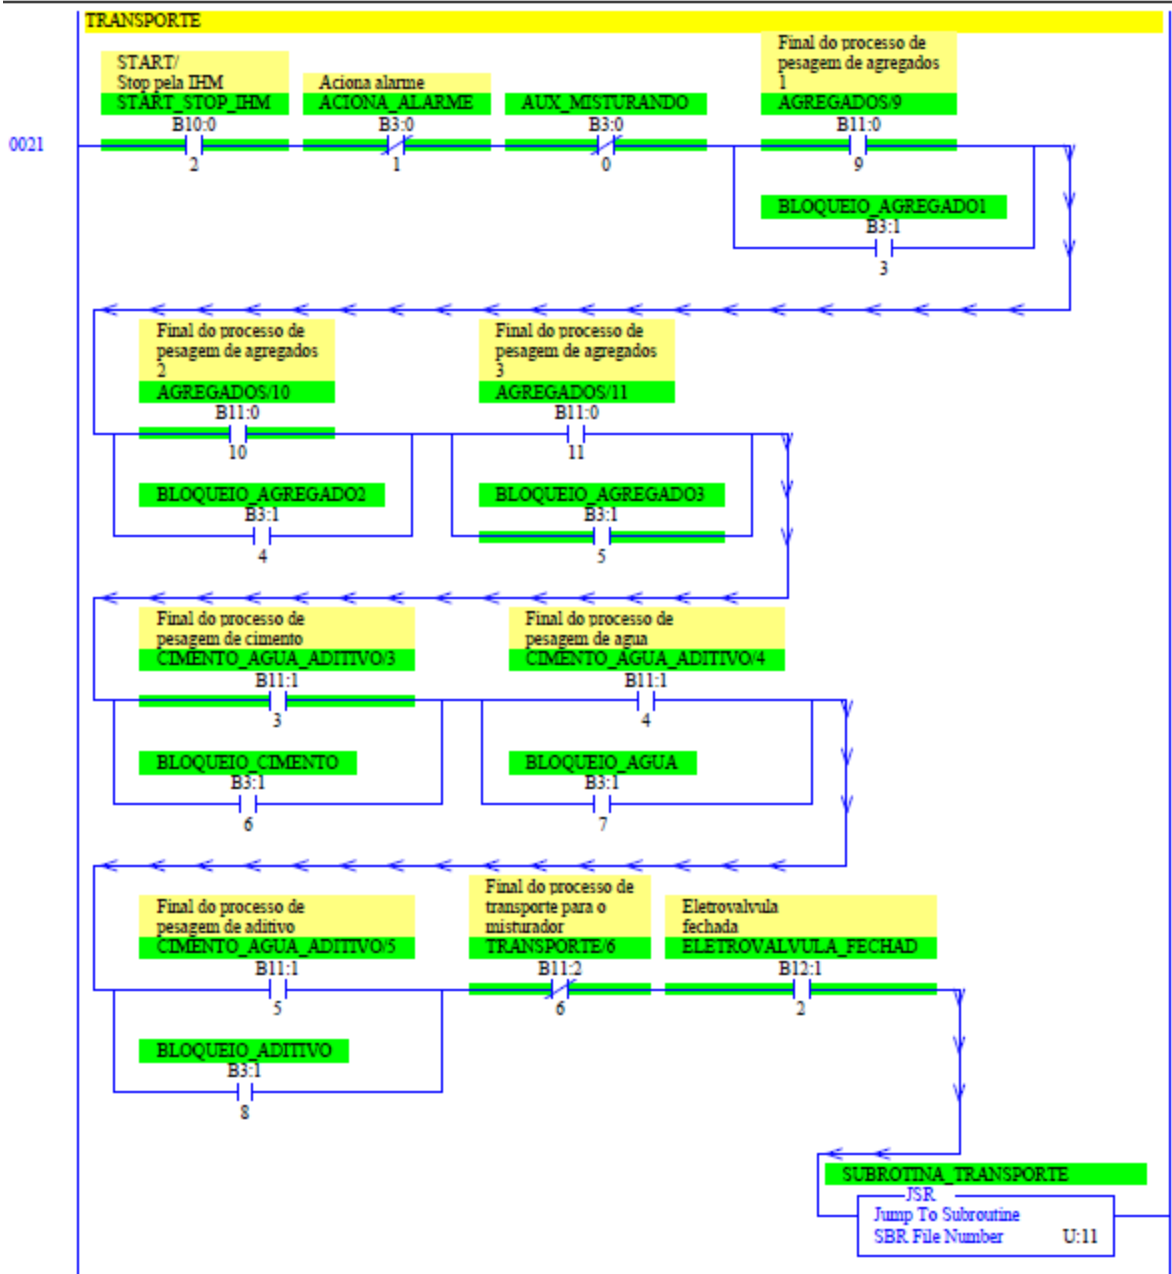 TRANSPORTE
START/
Stop pela IHM
START_STOP_IHM
B10:0
2
Aciona alarme
ACIONA_ALARME
B3:0
1
AUX_MISTURANDO
B3:0
0
Final do processo de
pesagem de agregados
1
AGREGADOS/9
B11:0
9
0021
BLOQUEIO_AGREGADO1
B3:1
3
Final do processo de
pesagem de agregados
2
AGREGADOS/10
B11:0
10
Final do processo de
pesagem de agregados
3
AGREGADOS/11
B11:0
11
BLOQUEIO_AGREGADO2
B3:1
4
BLOQUEIO_AGREGADO3
B3:1
5
Final do processo de
pesagem de cimento
CIMENTO_AGUA_ADITIVO/3
B11:1
3
Final do processo de
pesagem de agua
CIMENTO_AGUA_ADITIVO/4
B11:1
4
BLOQUEIO_CIMENTO
B3:1
6
BLOQUEIO_AGUA
B3:1
7
Final do processo de
pesagem de aditivo
CIMENTO_AGUA_ADITIVO/5
B11:1
5
Final do processo de
transporte para o
misturador
TRANSPORTE/6
B11:2
6
Eletrovalvula
fechada
ELETROVALVULA_FECHAD
B12:1
2
BLOQUEIO_ADITIVO
B3:1
8
SUBROTINA_TRANSPORTE
JSR
Jump To Subroutine
SBR File Number U:11